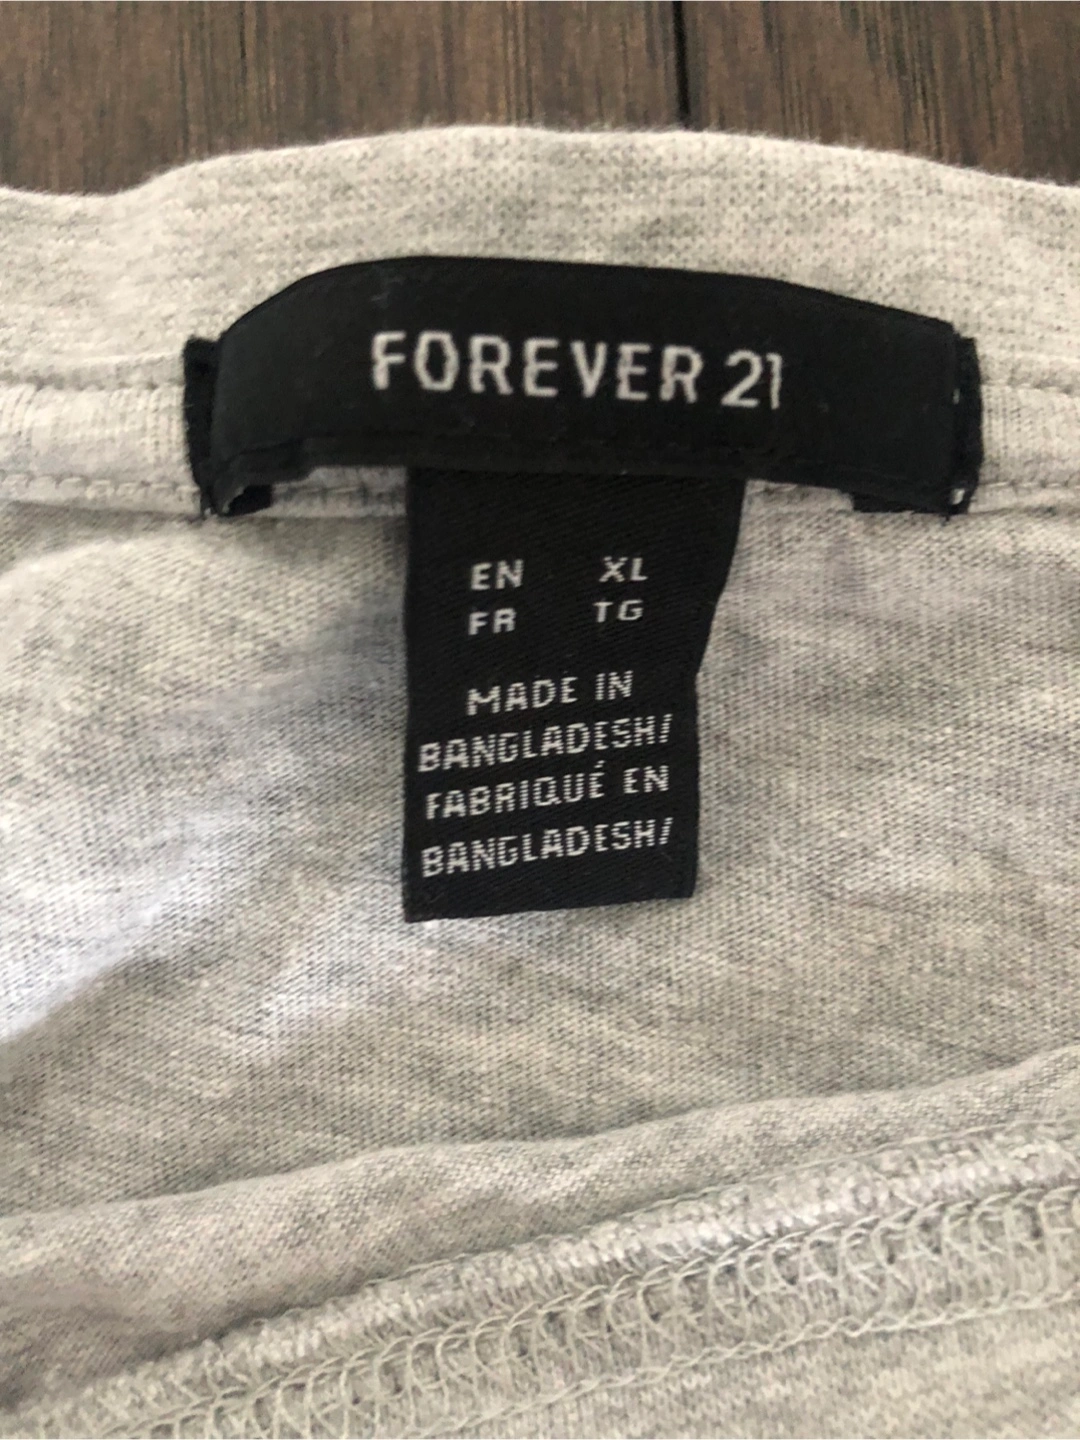 FOREVER 21
EN XL
FR TG
MADE IN
BANGLADESH/
FABRIQUÉ EN
BANGLADESH/